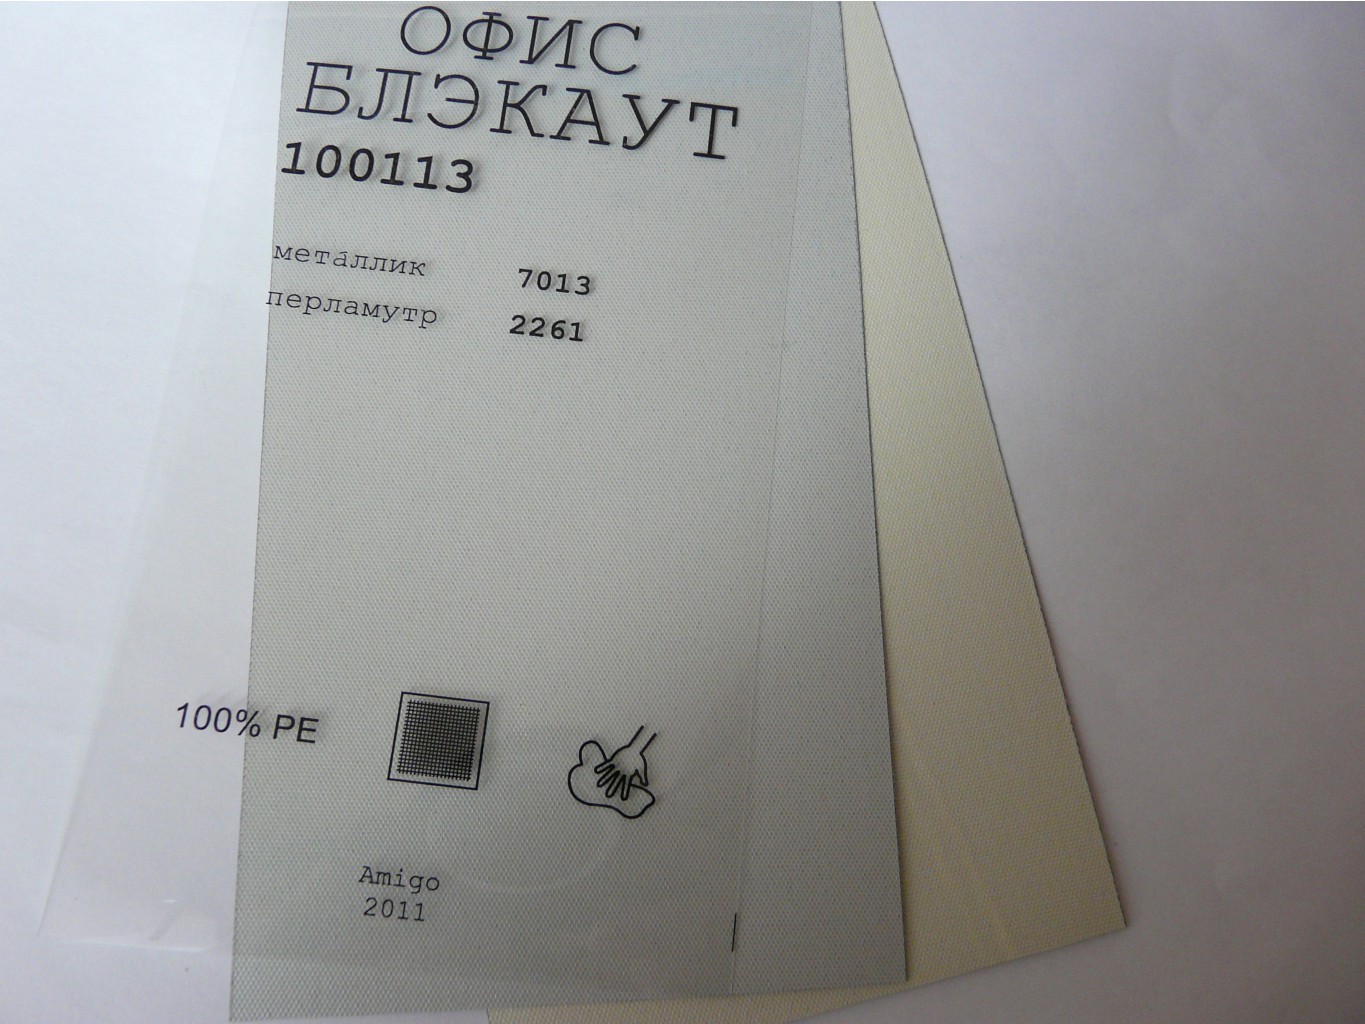 ОФИС
БЛЭКАУТ
100113
металлик 7013
перламутр 2261
100% PE
Amigo
2011